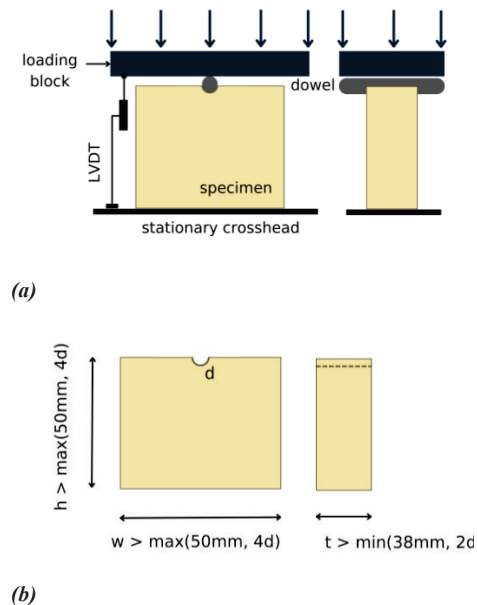 loading
block
dowel
LVDT
specimen
stationary crosshead
(a)
d
h > max(50mm, 4d)
w > max(50mm, 4d)
t > min(38mm, 2d
(b)